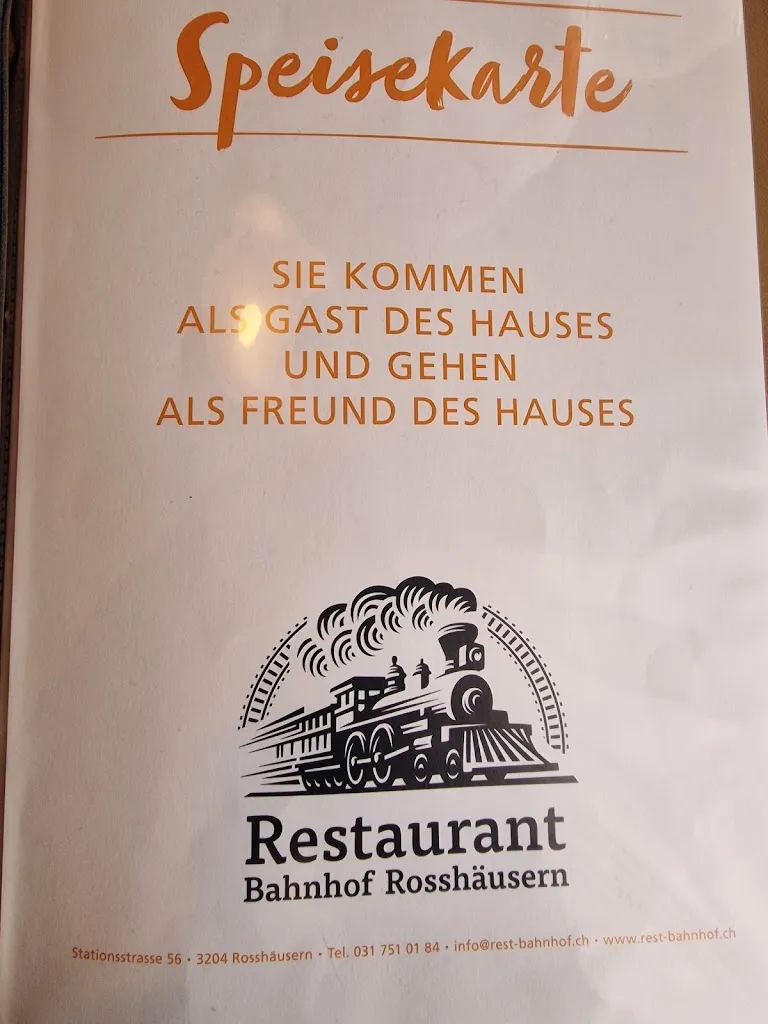 Speisekarte
SIE KOMMEN
ALS GAST DES HAUSES
UND GEHEN
ALS FREUND DES HAUSES
Restaurant
Bahnhof Rosshäusern
Stationsstrasse 56 • 3204 Rosshäusern • Tel. 031 751 01 84 • info@rest-bahnhof.ch • www.rest-bahnhof.ch